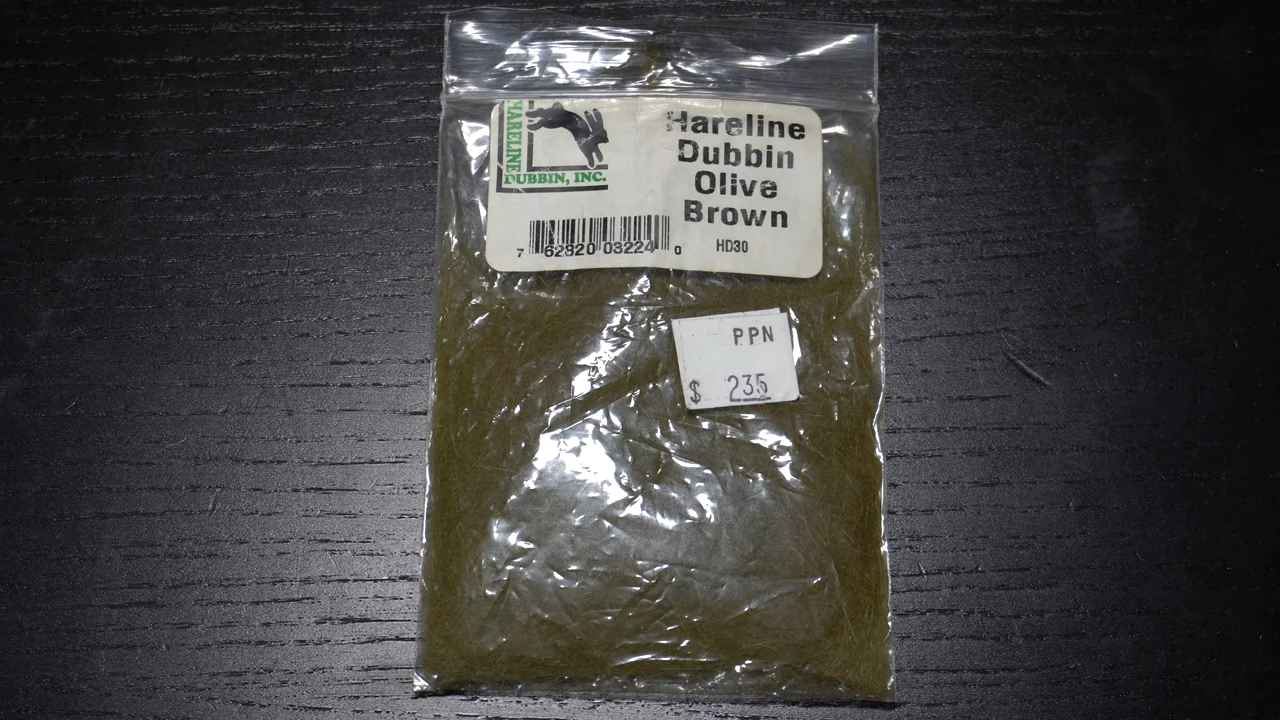 HARELINE
DUBBIN, INC.
Hareline
Dubbin
Olive
Brown
HD30
7 62820 03224 0
PPN
$ 235